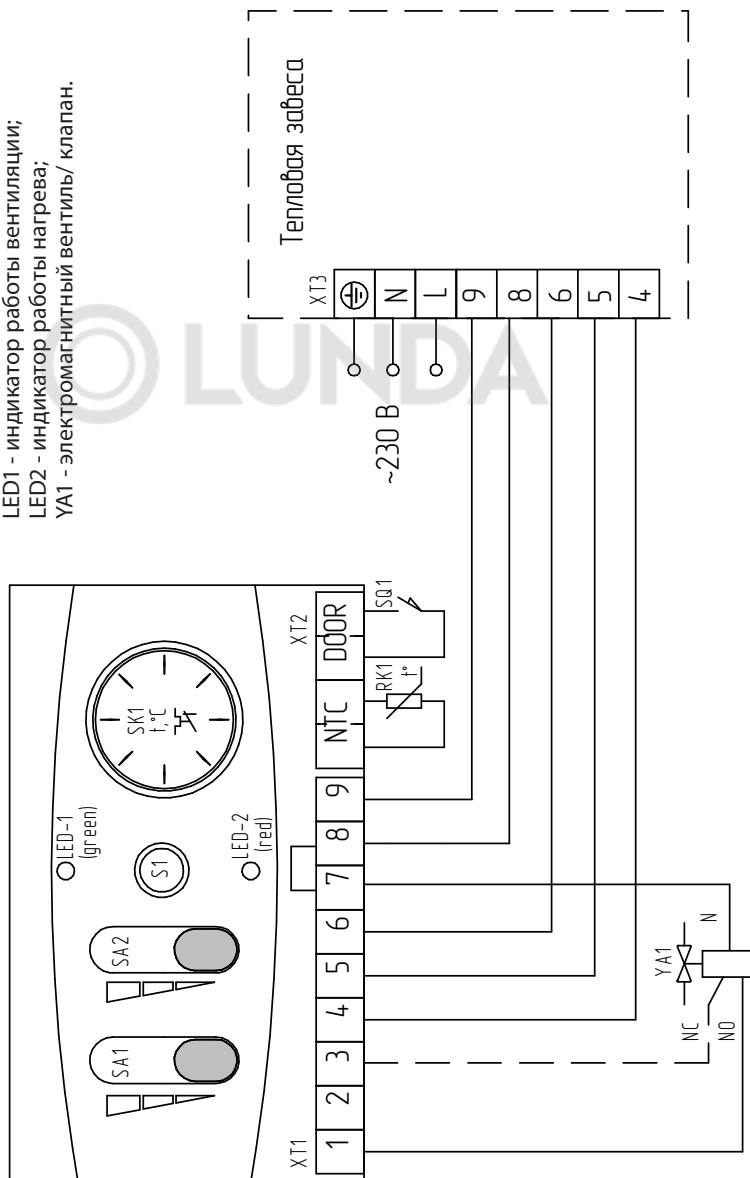 LED1 - индикатор работы вентиляции;
LED2 - индикатор работы нагрева;
YA1 - электромагнитный вентиль/ клапан.
LUNDA
Тепловая завеса
XT3
N
L
9
8
6
5
4
~230 В
SA1
SA2
S1
LED-1
(green)
LED-2
(red)
SK1
t,°C
XT1
1
2
3
4
5
6
7
8
9
NTC
DOOR
XT2
RK1
t°
SQ1
YA1
N
NC
NO